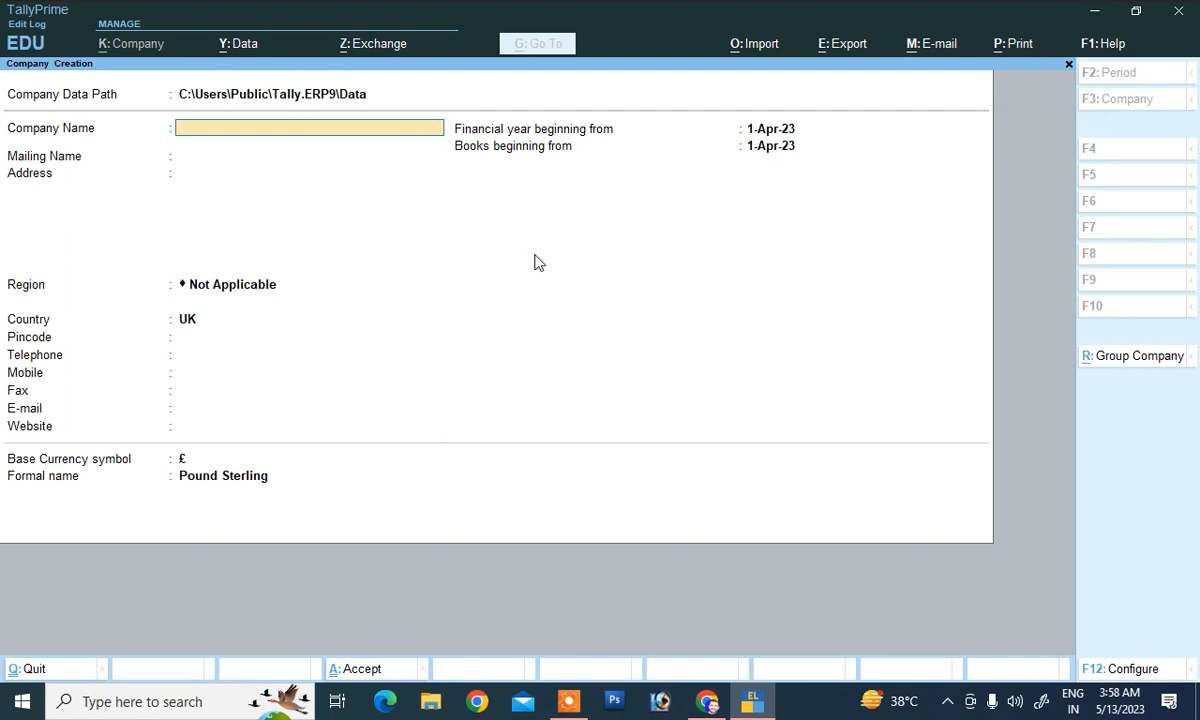 TallyPrime
Edit Log
EDU
MANAGE
K: Company
Y: Data
Z: Exchange
G: Go To
O: Import
E: Export
M: E-mail
P: Print
F1: Help
Company Creation
Company Data Path : C:\Users\Public\Tally.ERP9\Data
Company Name :
Financial year beginning from : 1-Apr-23
Books beginning from : 1-Apr-23
Mailing Name :
Address :
Region : ♦ Not Applicable
Country : UK
Pincode :
Telephone :
Mobile :
Fax :
E-mail :
Website :
Base Currency symbol : £
Formal name : Pound Sterling
F2: Period
F3: Company
F4
F5
F6
F7
F8
F9
F10
R: Group Company
Q: Quit
A: Accept
F12: Configure
Type here to search
Ps
EL
38°C
ENG
IN
3:58 AM
5/13/2023